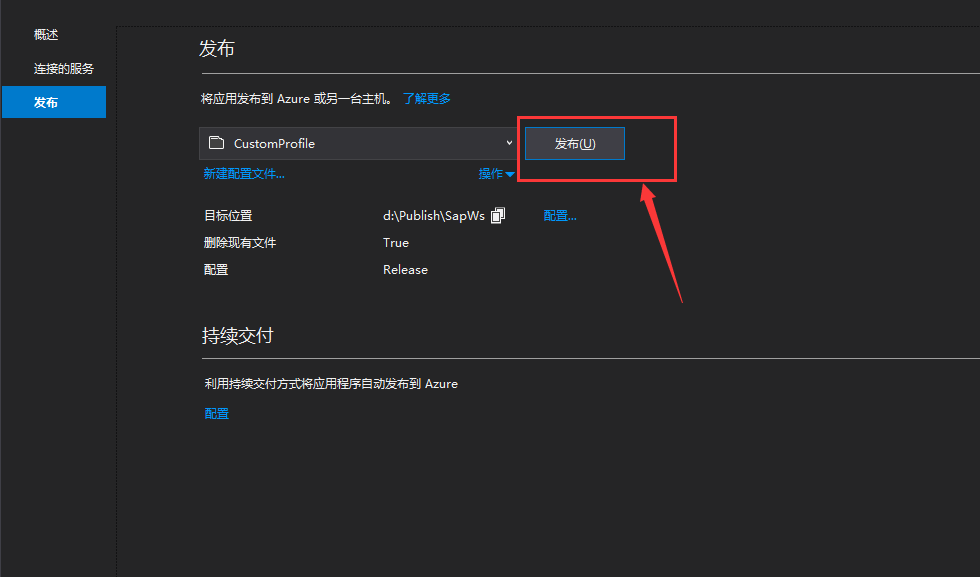 概述
连接的服务
发布
发布
将应用发布到 Azure 或另一台主机。 了解更多
CustomProfile 发布(U)
新建配置文件... 操作
目标位置 d:\Publish\SapWs 配置...
删除现有文件 True
配置 Release
持续交付
利用持续交付方式将应用程序自动发布到 Azure
配置